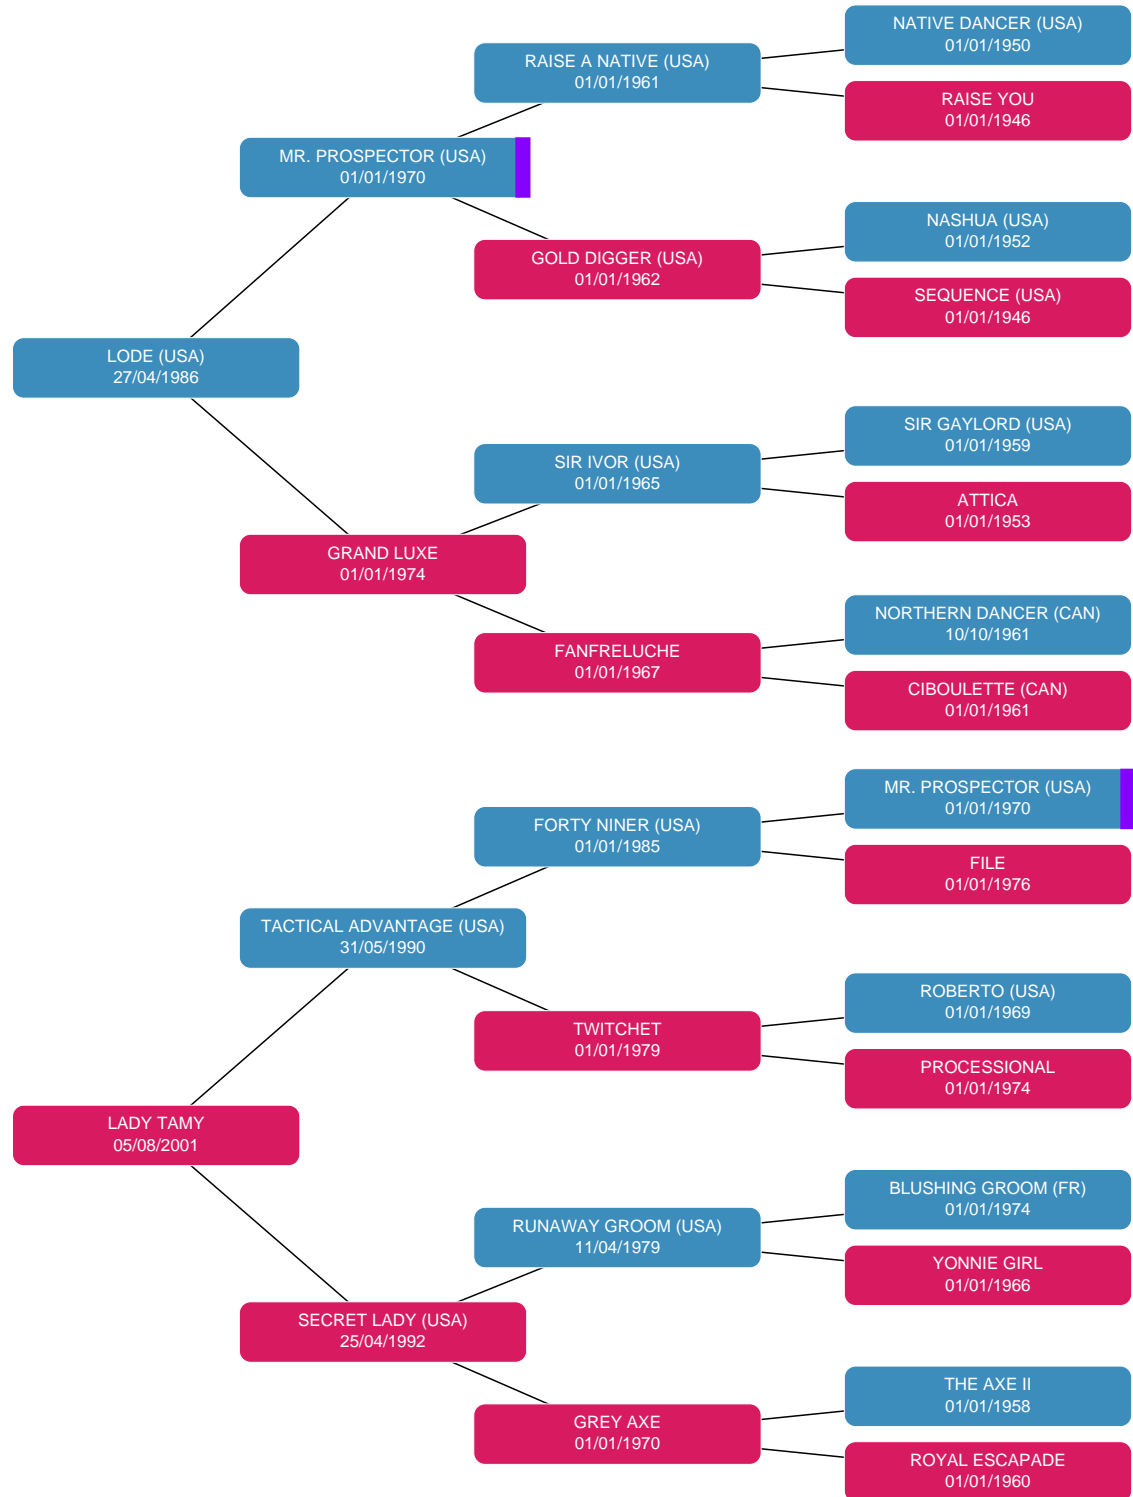 NATIVE DANCER (USA)
01/01/1950
RAISE A NATIVE (USA)
01/01/1961
RAISE YOU
01/01/1946
MR. PROSPECTOR (USA)
01/01/1970
NASHUA (USA)
01/01/1952
GOLD DIGGER (USA)
01/01/1962
SEQUENCE (USA)
01/01/1946
LODE (USA)
27/04/1986
SIR GAYLORD (USA)
01/01/1959
SIR IVOR (USA)
01/01/1965
ATTICA
01/01/1953
GRAND LUXE
01/01/1974
NORTHERN DANCER (CAN)
10/10/1961
FANFRELUCHE
01/01/1967
CIBOULETTE (CAN)
01/01/1961
MR. PROSPECTOR (USA)
01/01/1970
FORTY NINER (USA)
01/01/1985
FILE
01/01/1976
TACTICAL ADVANTAGE (USA)
31/05/1990
ROBERTO (USA)
01/01/1969
TWITCHET
01/01/1979
PROCESSIONAL
01/01/1974
LADY TAMY
05/08/2001
BLUSHING GROOM (FR)
01/01/1974
RUNAWAY GROOM (USA)
11/04/1979
YONNIE GIRL
01/01/1966
SECRET LADY (USA)
25/04/1992
THE AXE II
01/01/1958
GREY AXE
01/01/1970
ROYAL ESCAPADE
01/01/1960